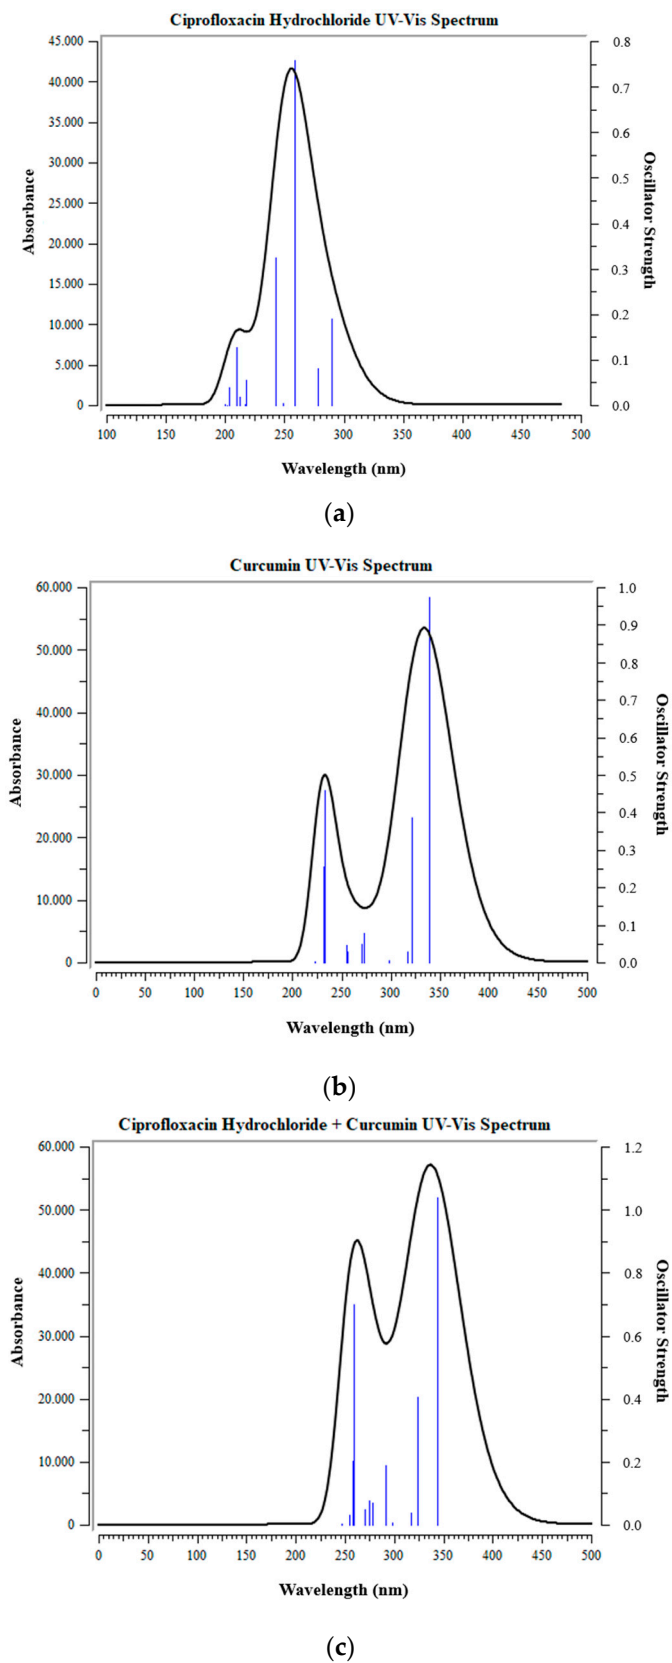 Ciprofloxacin Hydrochloride UV-Vis Spectrum
45.000
40.000
35.000
30.000
25.000
20.000
15.000
10.000
5.000
0
Absorbance
0.8
0.7
0.6
0.5
0.4
0.3
0.2
0.1
0.0
Oscillator Strength
100 150 200 250 300 350 400 450 500
Wavelength (nm)
(a)
Curcumin UV-Vis Spectrum
60.000
50.000
40.000
30.000
20.000
10.000
0
Absorbance
1.0
0.9
0.8
0.7
0.6
0.5
0.4
0.3
0.2
0.1
0.0
Oscillator Strength
0 50 100 150 200 250 300 350 400 450 500
Wavelength (nm)
(b)
Ciprofloxacin Hydrochloride + Curcumin UV-Vis Spectrum
60.000
50.000
40.000
30.000
20.000
10.000
0
Absorbance
1.2
1.0
0.8
0.6
0.4
0.2
0.0
Oscillator Strength
0 50 100 150 200 250 300 350 400 450 500
Wavelength (nm)
(c)